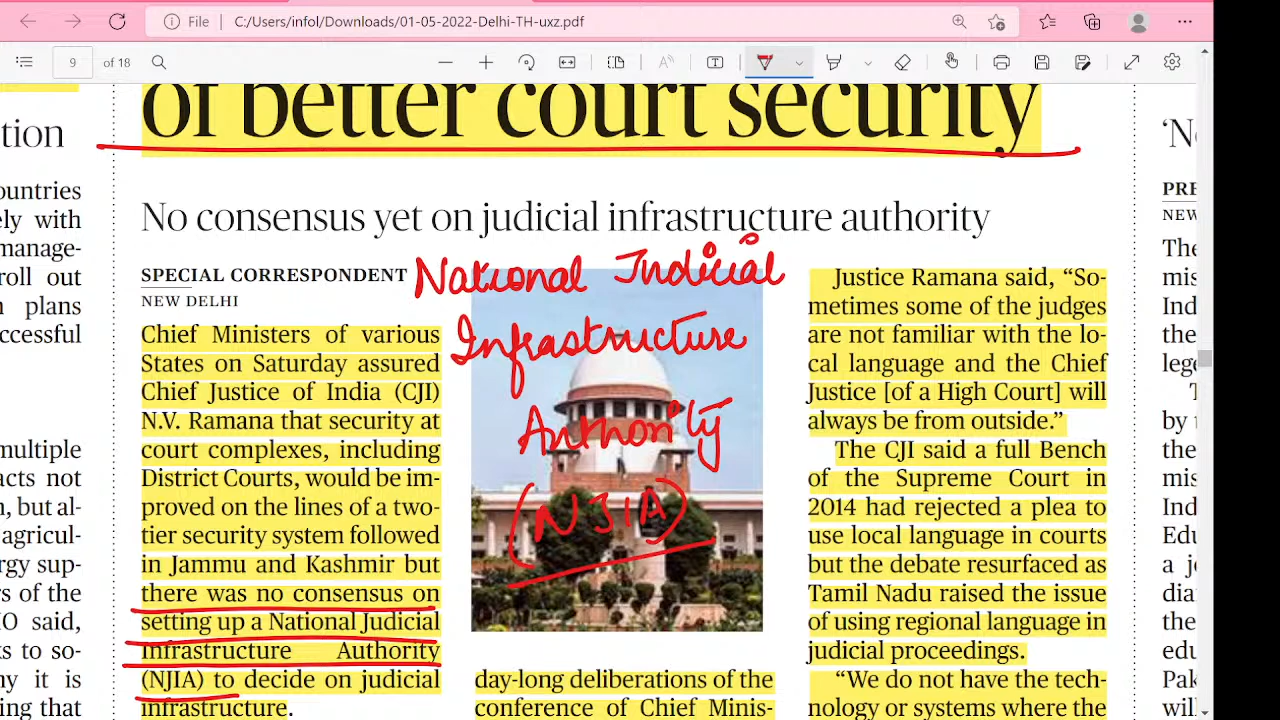 File
C:/Users/infol/Downloads/01-05-2022-Delhi-TH-uxz.pdf
9 of 18
of better court security
No consensus yet on judicial infrastructure authority
tion
ountries
ely with
manage-
roll out
plans
ccessful
multiple
acts not
, but al-
agricul-
rgy sup-
rs of the
O said,
ks to so-
y it is
ing that
SPECIAL CORRESPONDENT
NEW DELHI
Chief Ministers of various
States on Saturday assured
Chief Justice of India (CJI)
N.V. Ramana that security at
court complexes, including
District Courts, would be im-
proved on the lines of a two-
tier security system followed
in Jammu and Kashmir but
there was no consensus on
setting up a National Judicial
Infrastructure Authority
(NJIA) to decide on judicial
infrastructure.
National Judicial
Infrastructure
Authority
(NJIA)
day-long deliberations of the
conference of Chief Minis-
Justice Ramana said, “So-
metimes some of the judges
are not familiar with the lo-
cal language and the Chief
Justice [of a High Court] will
always be from outside.”
The CJI said a full Bench
of the Supreme Court in
2014 had rejected a plea to
use local language in courts
but the debate resurfaced as
Tamil Nadu raised the issue
of using regional language in
judicial proceedings.
“We do not have the tech-
nology or systems where the
‘N
PRE
NEW
The
mis
Ind
the
lege
T
by t
the
mis
Ind
Edu
a jo
dia
the
edu
Pak
will